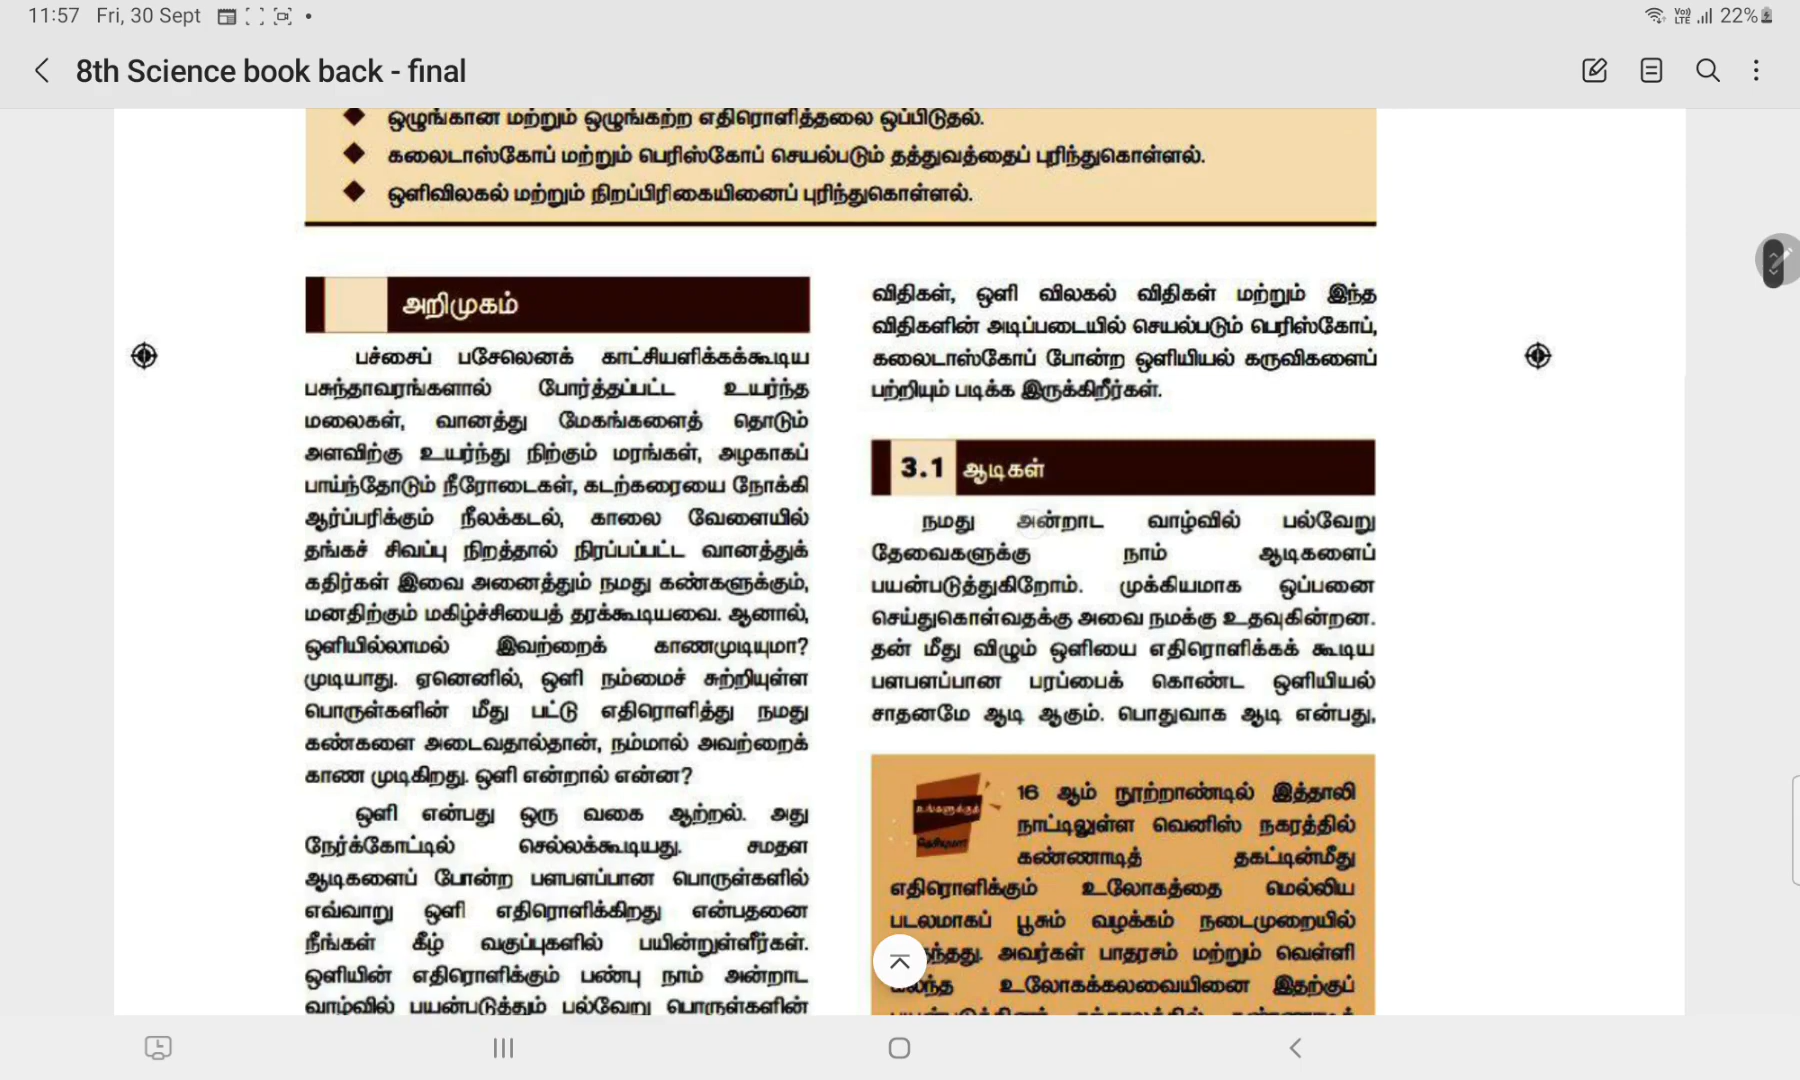 11:57 Fri, 30 Sept
22%
8th Science book back - final
ஒழுங்கான மற்றும் ஒழுங்கற்ற எதிரொளித்தலை ஒப்பிடுதல்.
கலைடாஸ்கோப் மற்றும் பெரிஸ்கோப் செயல்படும் தத்துவத்தைப் புரிந்துகொள்ளல்.
ஒளிவிலகல் மற்றும் நிறப்பிரிகையினைப் புரிந்துகொள்ளல்.
அறிமுகம்
பச்சைப் பசேலெனக் காட்சியளிக்கக்கூடிய
பசுந்தாவரங்களால் போர்த்தப்பட்ட உயர்ந்த
மலைகள், வானத்து மேகங்களைத் தொடும்
அளவிற்கு உயர்ந்து நிற்கும் மரங்கள், அழகாகப்
பாய்ந்தோடும் நீரோடைகள், கடற்கரையை நோக்கி
ஆர்ப்பரிக்கும் நீலக்கடல், காலை வேளையில்
தங்கச் சிவப்பு நிறத்தால் நிரப்பப்பட்ட வானத்துக்
கதிர்கள் இவை அனைத்தும் நமது கண்களுக்கும்,
மனதிற்கும் மகிழ்ச்சியைத் தரக்கூடியவை. ஆனால்,
ஒளியில்லாமல் இவற்றைக் காணமுடியுமா?
முடியாது. ஏனெனில், ஒளி நம்மைச் சுற்றியுள்ள
பொருள்களின் மீது பட்டு எதிரொளித்து நமது
கண்களை அடைவதால்தான், நம்மால் அவற்றைக்
காண முடிகிறது. ஒளி என்றால் என்ன?
ஒளி என்பது ஒரு வகை ஆற்றல். அது
நேர்க்கோட்டில் செல்லக்கூடியது. சமதள
ஆடிகளைப் போன்ற பளபளப்பான பொருள்களில்
எவ்வாறு ஒளி எதிரொளிக்கிறது என்பதனை
நீங்கள் கீழ் வகுப்புகளில் பயின்றுள்ளீர்கள்.
ஒளியின் எதிரொளிக்கும் பண்பு நாம் அன்றாட
வாழ்வில் பயன்படுத்தும் பல்வேறு பொருள்களின்
விதிகள், ஒளி விலகல் விதிகள் மற்றும் இந்த
விதிகளின் அடிப்படையில் செயல்படும் பெரிஸ்கோப்,
கலைடாஸ்கோப் போன்ற ஒளியியல் கருவிகளைப்
பற்றியும் படிக்க இருக்கிறீர்கள்.
3.1 ஆடிகள்
நமது அன்றாட வாழ்வில் பல்வேறு
தேவைகளுக்கு நாம் ஆடிகளைப்
பயன்படுத்துகிறோம். முக்கியமாக ஒப்பனை
செய்துகொள்வதக்கு அவை நமக்கு உதவுகின்றன.
தன் மீது விழும் ஒளியை எதிரொளிக்கக் கூடிய
பளபளப்பான பரப்பைக் கொண்ட ஒளியியல்
சாதனமே ஆடி ஆகும். பொதுவாக ஆடி என்பது,
உங்களுக்குத்
தெரியுமா?
16 ஆம் நூற்றாண்டில் இத்தாலி
நாட்டிலுள்ள வெனிஸ் நகரத்தில்
கண்ணாடித் தகட்டின்மீது
எதிரொளிக்கும் உலோகத்தை மெல்லிய
படலமாகப் பூசும் வழக்கம் நடைமுறையில்
அவர்கள் பாதரசம் மற்றும் வெள்ளி
கலந்த உலோகக்கலவையினை இதற்குப்